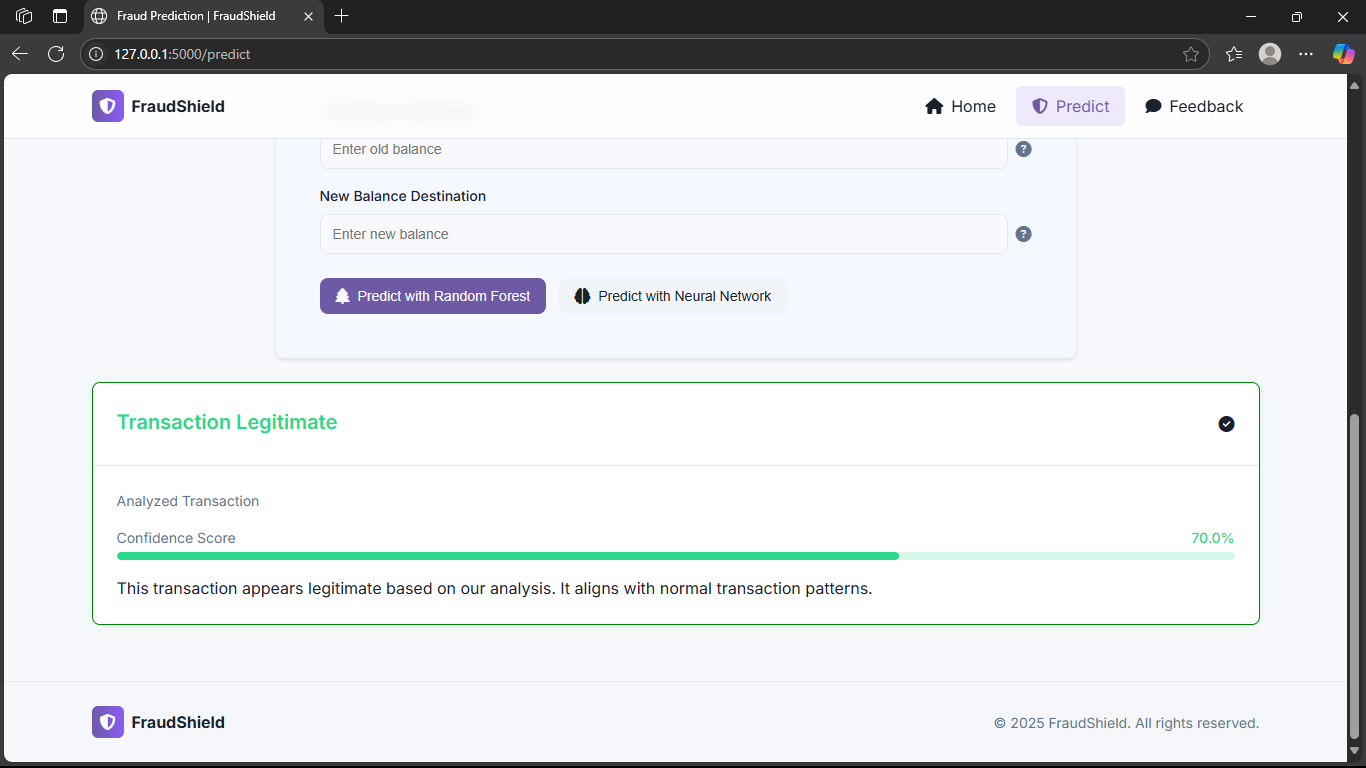 Fraud Prediction | FraudShield
127.0.0.1:5000/predict
FraudShield
Home
Predict
Feedback
Enter old balance
?
New Balance Destination
Enter new balance
?
Predict with Random Forest
Predict with Neural Network
Transaction Legitimate
Analyzed Transaction
Confidence Score
70.0%
This transaction appears legitimate based on our analysis. It aligns with normal transaction patterns.
FraudShield
© 2025 FraudShield. All rights reserved.